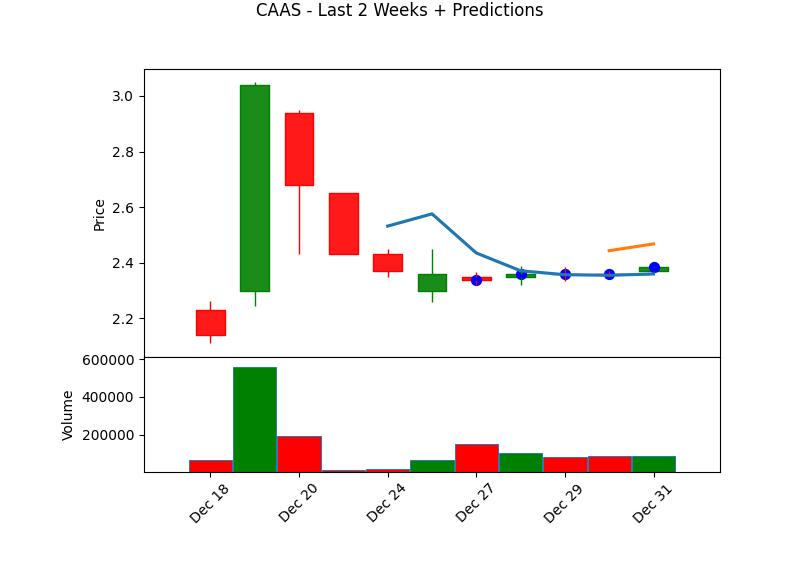 CAAS - Last 2 Weeks + Predictions
3.0
2.8
2.6
2.4
2.2
Price
600000
400000
200000
Volume
Dec 18
Dec 20
Dec 24
Dec 27
Dec 29
Dec 31